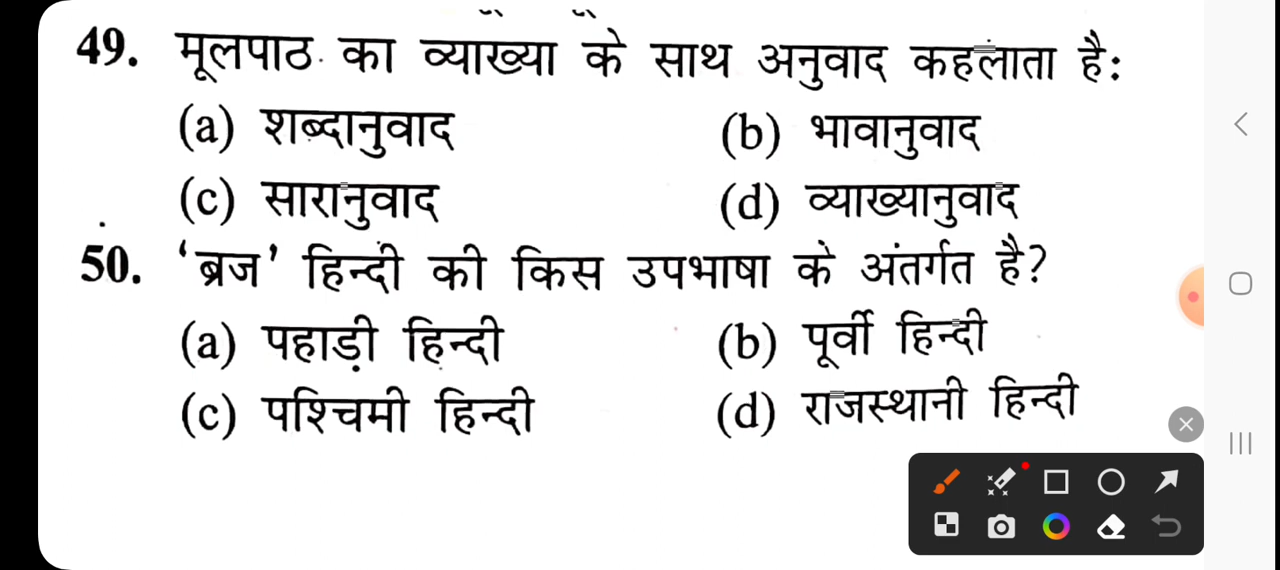 49. मूलपाठ का व्याख्या के साथ अनुवाद कहलाता है:
(a) शब्दानुवाद (b) भावानुवाद
(c) सारानुवाद (d) व्याख्यानुवाद
50. 'ब्रज' हिन्दी की किस उपभाषा के अंतर्गत है?
(a) पहाड़ी हिन्दी (b) पूर्वी हिन्दी
(c) पश्चिमी हिन्दी (d) राजस्थानी हिन्दी